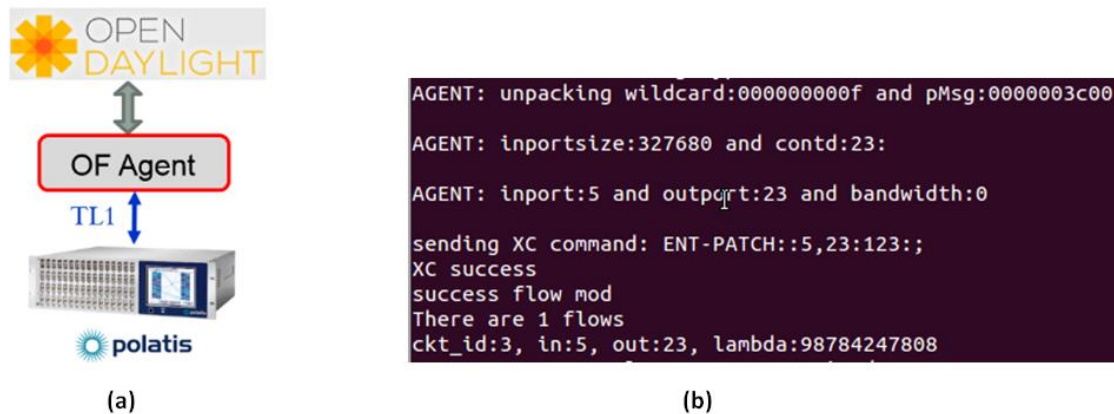 OPEN
DAYLIGHT
OF Agent
TL1
polatis
(a)
AGENT: unpacking wildcard:000000000f and pMsg:0000003c00
AGENT: inportsize:327680 and contd:23:
AGENT: inport:5 and outport:23 and bandwidth:0
sending XC command: ENT-PATCH::5,23:123:;
XC success
success flow mod
There are 1 flows
ckt_id:3, in:5, out:23, lambda:98784247808
(b)